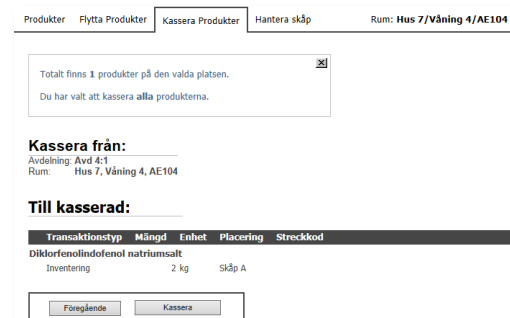 Produkter Flytta Produkter Kassera Produkter Hantera skåp Rum: Hus 7/Våning 4/AE104
Totalt finns 1 produkter på den valda platsen.
Du har valt att kassera alla produkterna.
Kassera från:
Avdelning: Avd 4:1
Rum: Hus 7, Våning 4, AE104
Till kasserad:
Transaktionstyp Mängd Enhet Placering Streckkod
Diklorfenolindofenol natriumsalt
Inventering 2 kg Skåp A
Föregående Kassera